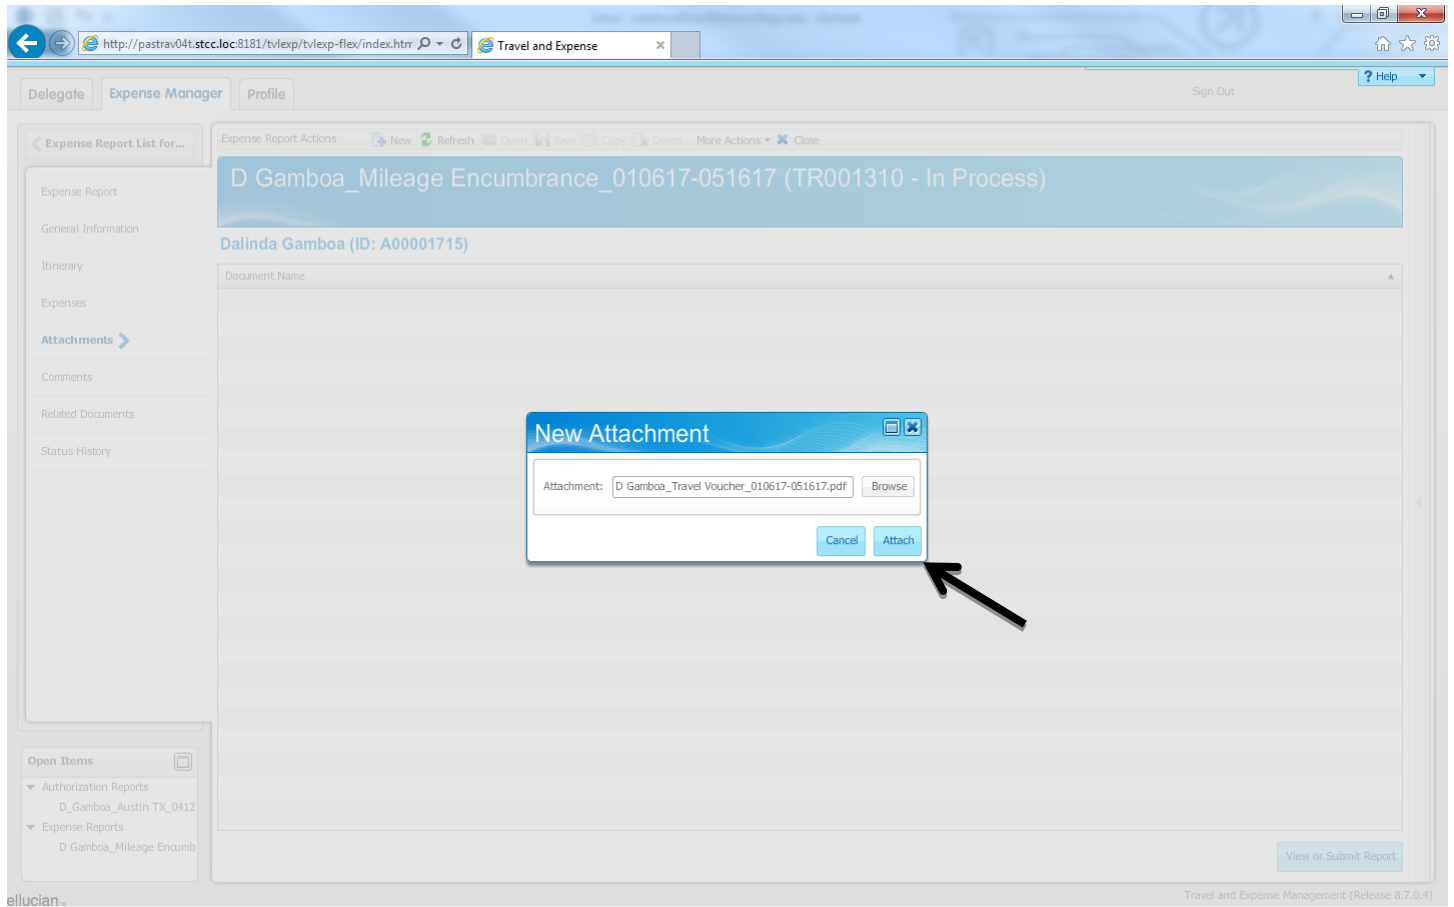 http://pastrav04t.stcc.loc:8181/tvlexp/tvlexp-flex/index.htm
Travel and Expense
Help
Delegate
Expense Manager
Profile
Sign Out
Expense Report List for...
Expense Report Actions New Refresh Open Save Copy Delete More Actions Close
D Gamboa_Mileage Encumbrance_010617-051617 (TR001310 - In Process)
Dalinda Gamboa (ID: A00001715)
Document Name
Expense Report
General Information
Itinerary
Expenses
Attachments
Comments
Related Documents
Status History
New Attachment
Attachment: D Gamboa_Travel Voucher_010617-051617.pdf Browse
Cancel Attach
Open Items
Authorization Reports
D_Gamboa_Austin TX_0412
Expense Reports
D Gamboa_Mileage Encumb
View or Submit Report
ellucian
Travel and Expense Management (Release 8.7.0.4)